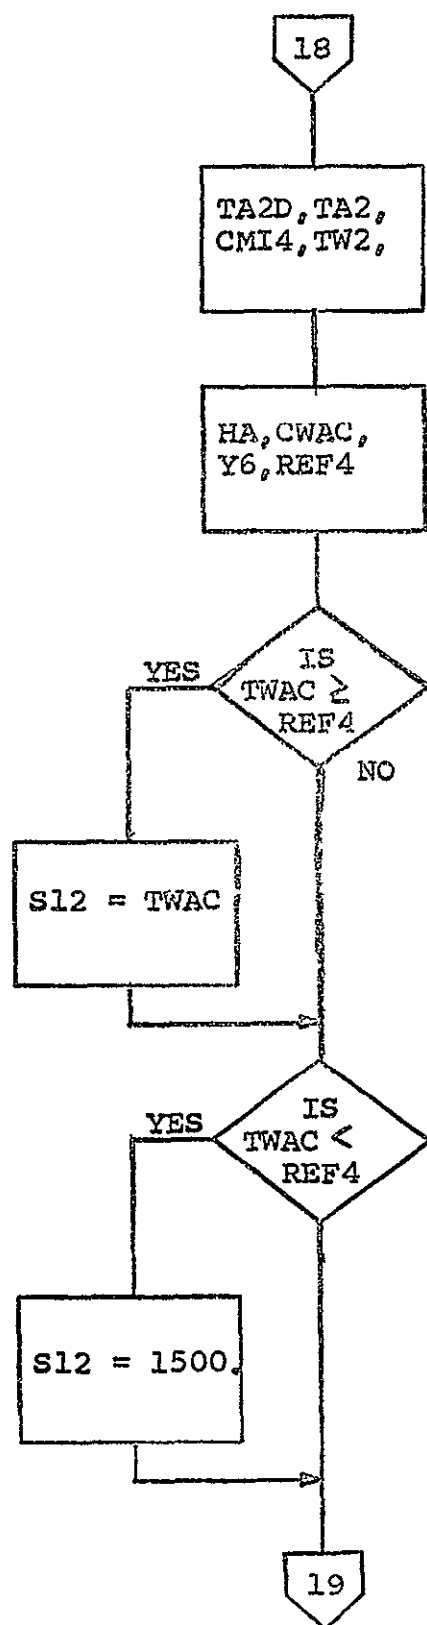 18
TA2D,TA2,
CMI4,TW2,
HA,CWAC,
Y6,REF4
IS
YES
TWAC ≥
REF4
NO
S12 = TWAC
IS
YES
TWAC <
REF4
S12 = 1500.
19